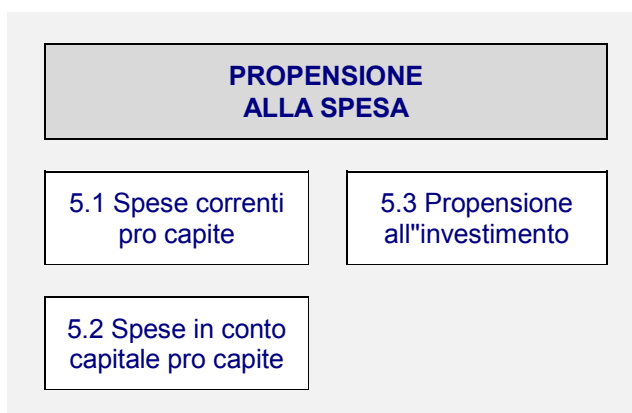 PROPENSIONE
ALLA SPESA
5.1 Spese correnti
pro capite
5.3 Propensione
all"investimento
5.2 Spese in conto
capitale pro capite